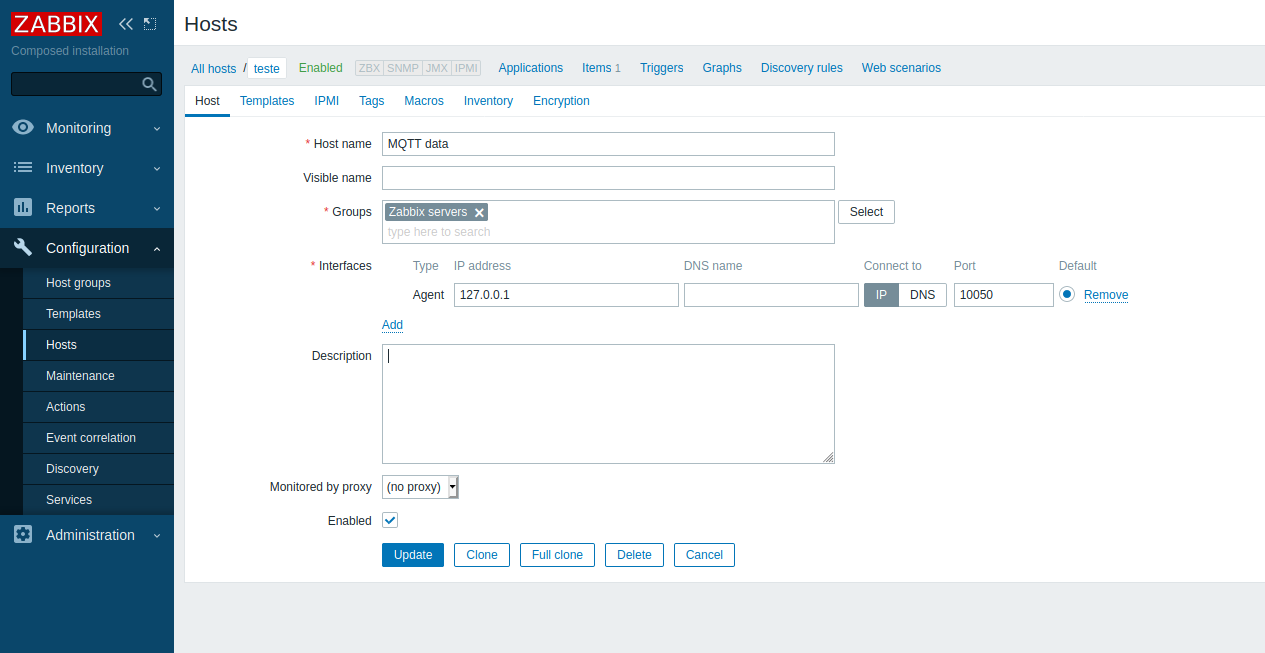 ZABBIX
Composed installation
Monitoring
Inventory
Reports
Configuration
Host groups
Templates
Hosts
Maintenance
Actions
Event correlation
Discovery
Services
Administration
Hosts
All hosts / teste Enabled ZBX SNMP JMX IPMI Applications Items 1 Triggers Graphs Discovery rules Web scenarios
Host Templates IPMI Tags Macros Inventory Encryption
* Host name MQTT data
Visible name
* Groups Zabbix servers Select
type here to search
* Interfaces Type IP address DNS name Connect to Port Default
Agent 127.0.0.1 IP DNS 10050 Remove
Add
Description
Monitored by proxy (no proxy)
Enabled
Update Clone Full clone Delete Cancel